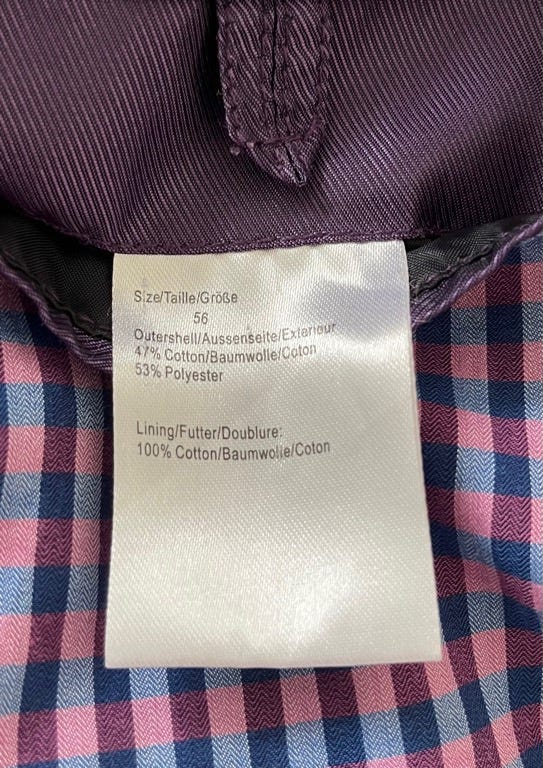 Size/Taille/Größe
56
Outershell/Aussenseite/Exterieur
47% Cotton/Baumwolle/Coton
53% Polyester
Lining/Futter/Doublure:
100% Cotton/Baumwolle/Coton